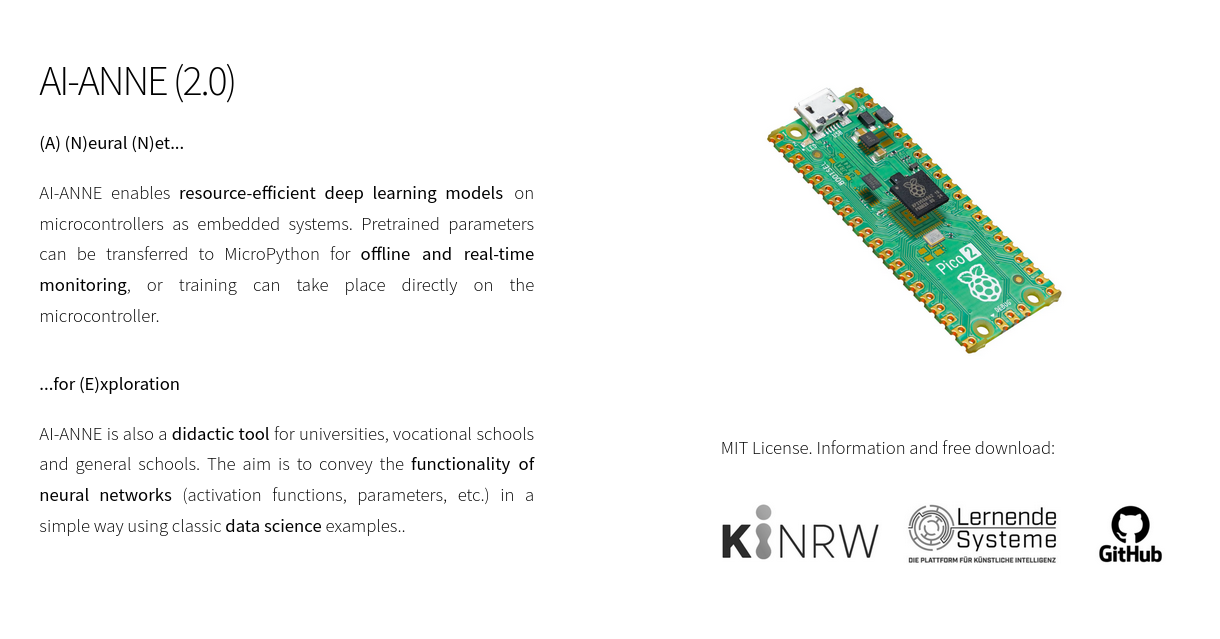 AI-ANNE (2.0)
(A) (N)eural (N)et...
AI-ANNE enables resource-efficient deep learning models on
microcontrollers as embedded systems. Pretrained parameters
can be transferred to MicroPython for offline and real-time
monitoring, or training can take place directly on the
microcontroller.
...for (E)xploration
AI-ANNE is also a didactic tool for universities, vocational schools
and general schools. The aim is to convey the functionality of
neural networks (activation functions, parameters, etc.) in a
simple way using classic data science examples..
BOOTSEL
Pico 2
DEBUG
MIT License. Information and free download:
KiNRW
Lernende
Systeme
DIE PLATTFORM FÜR KÜNSTLICHE INTELLIGENZ
GitHub